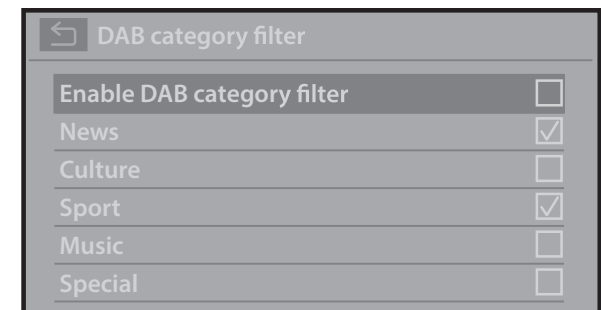 DAB category filter
Enable DAB category filter
News
Culture
Sport
Music
Special